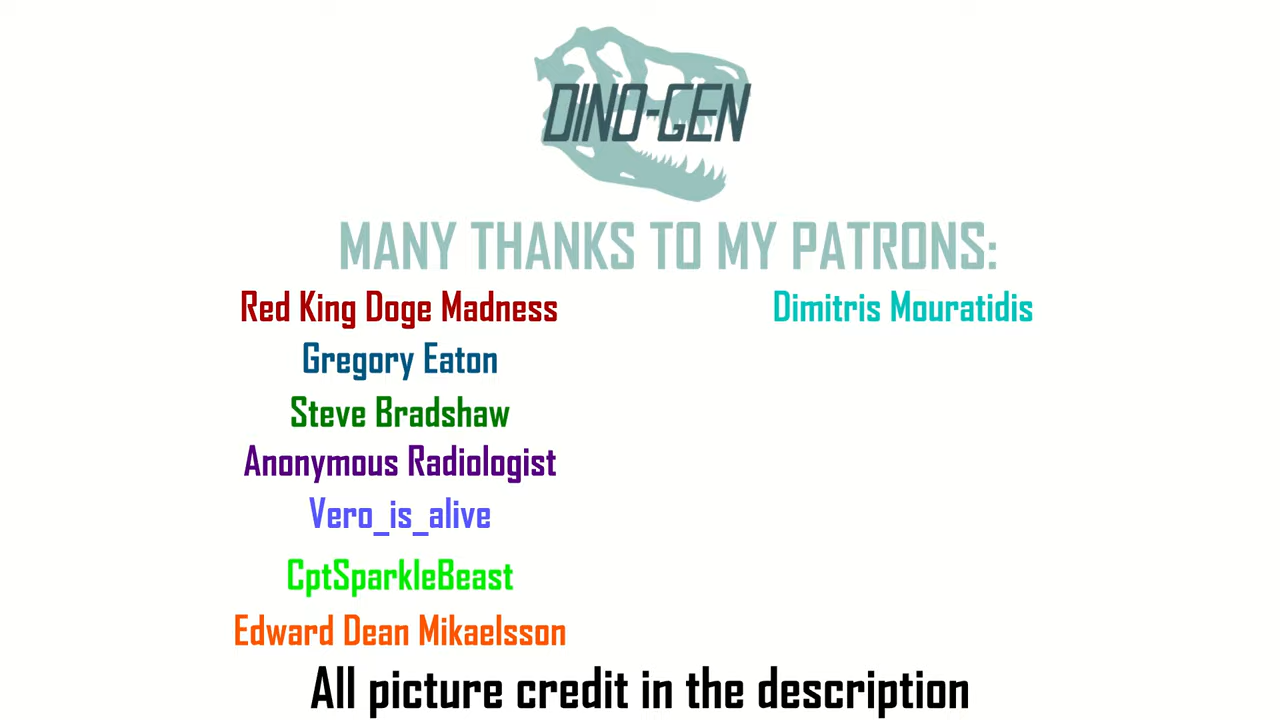 DINO-GEN
MANY THANKS TO MY PATRONS:
Red King Doge Madness
Gregory Eaton
Steve Bradshaw
Anonymous Radiologist
Vero_is_alive
CptSparkleBeast
Edward Dean Mikaelsson
Dimitris Mouratidis
All picture credit in the description